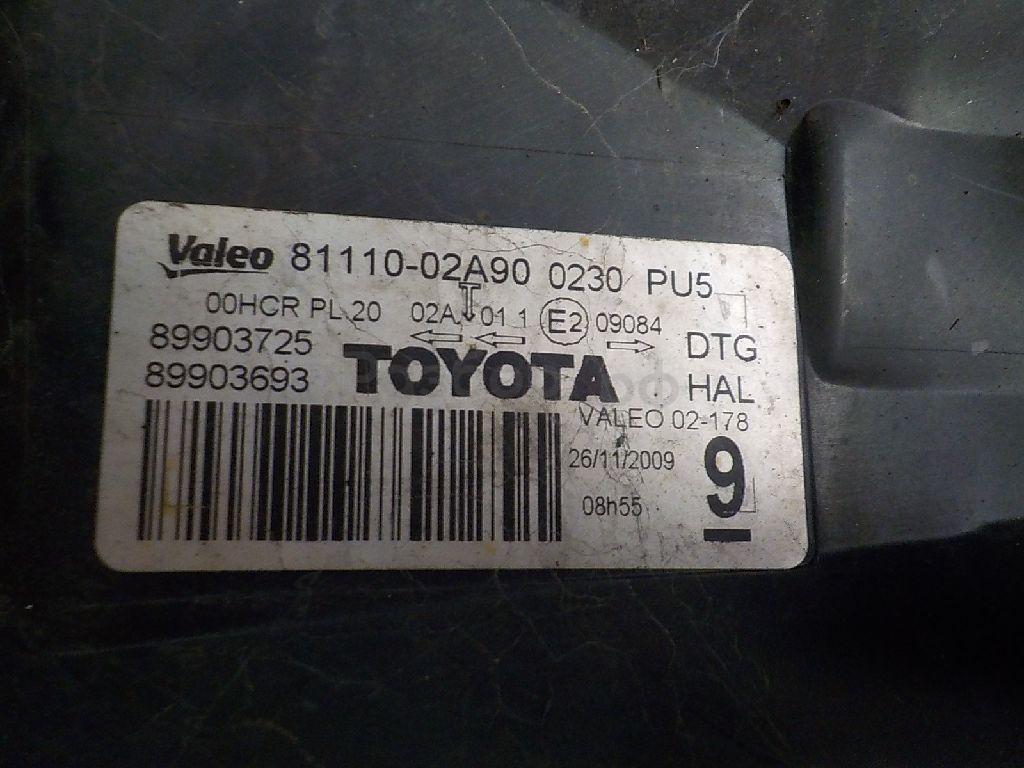 Valeo 81110-02A90 0230 PU5
00HCR PL 20 02A 01 1 E2 09084
89903725 DTG
89903693 TOYOTA HAL
VALEO 02-178
26/11/2009 9
08h55